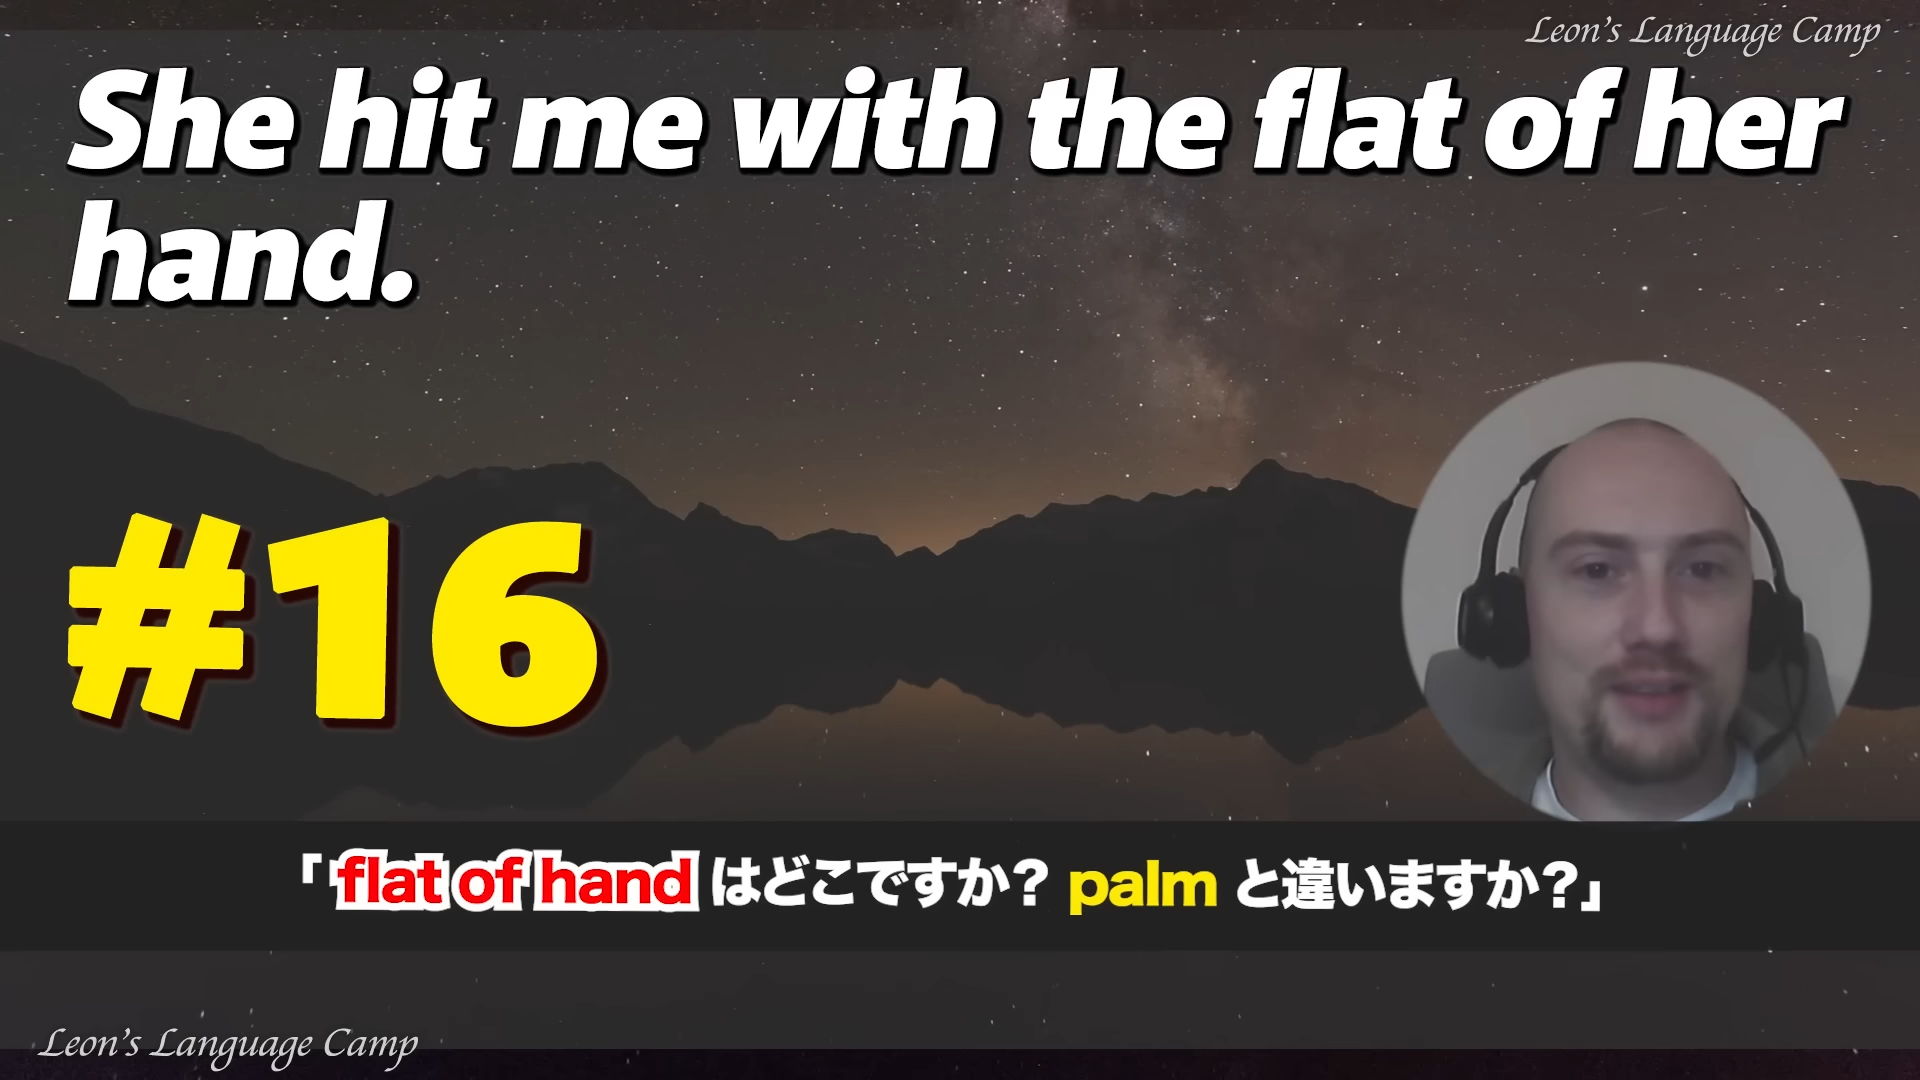 Leon's Language Camp
She hit me with the flat of her
hand.
#16
「flat of hand はどこですか？ palm と違いますか？」
Leon's Language Camp